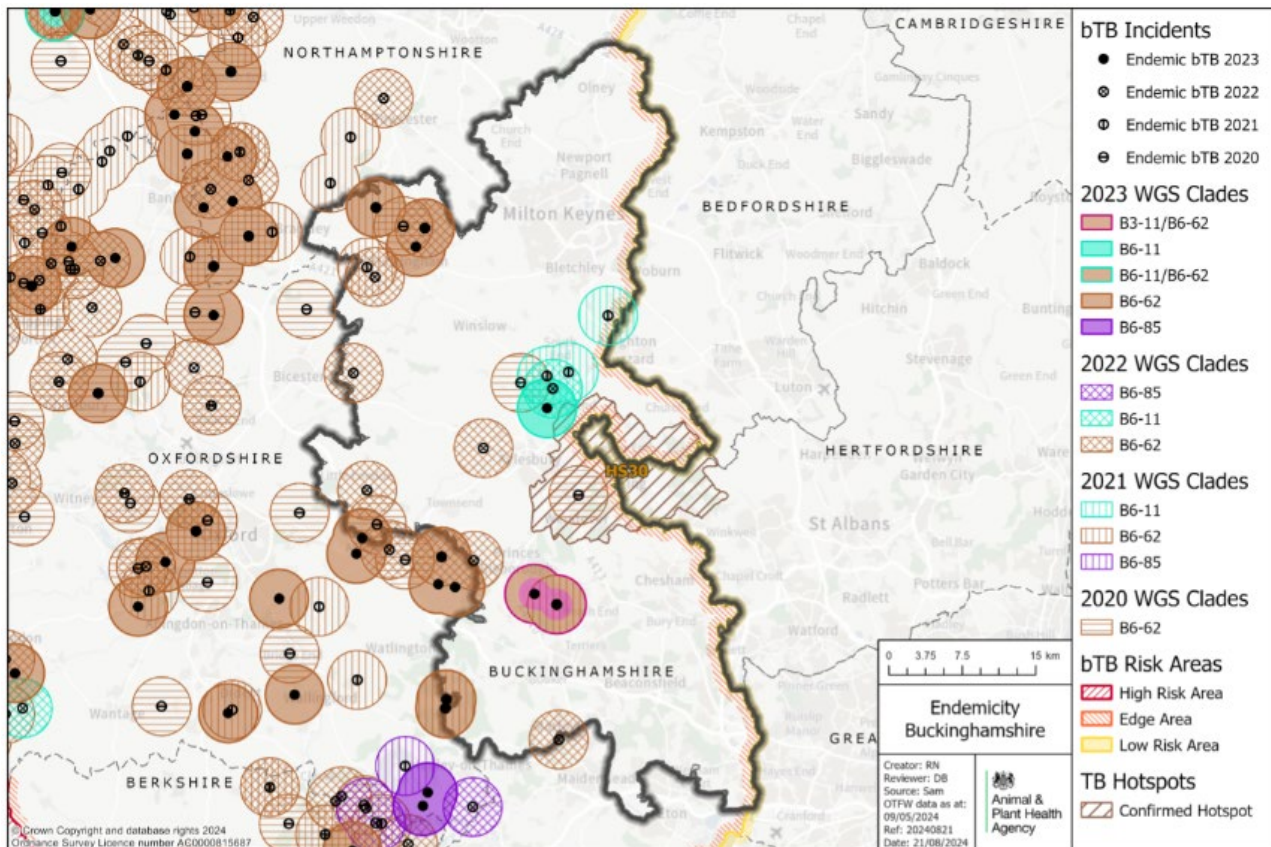 CAMBRIDGESHIRE
NORTHAMPTONSHIRE
Olney
Newport
Pagnell
Milton Keynes
Bletchley
Kempston
Sandy
Biggleswade
BEDFORDSHIRE
Flitwick
Baldock
Hitchin
Stevenage
Winslow
Bicester
Luton
HERTFORDSHIRE
Welwyn
Garden City
OXFORDSHIRE
Witney
HS30
St Albans
Chesham
Potters Bar
Radlett
Watford
Watlington
BUCKINGHAMSHIRE
Beaconsfield
Wantage
BERKSHIRE
© Crown Copyright and database rights 2024
Ordnance Survey Licence number AC0000815687
bTB Incidents
Endemic bTB 2023
Endemic bTB 2022
Endemic bTB 2021
Endemic bTB 2020
2023 WGS Clades
B3-11/B6-62
B6-11
B6-11/B6-62
B6-62
B6-85
2022 WGS Clades
B6-85
B6-11
B6-62
2021 WGS Clades
B6-11
B6-62
B6-85
2020 WGS Clades
B6-62
bTB Risk Areas
High Risk Area
Edge Area
Low Risk Area
TB Hotspots
Confirmed Hotspot
0 3.75 7.5 15 km
Endemicity
Buckinghamshire
Creator: RN
Reviewer: DB
Source: Sam
OTFW data as at:
09/05/2024
Ref: 20240821
Date: 21/08/2024
Animal &
Plant Health
Agency